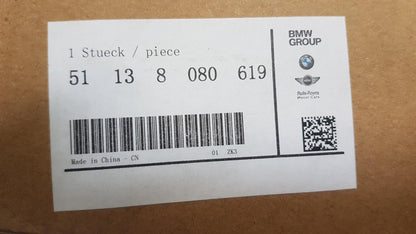 1 Stueck / piece
51 13 8 080 619
Made in China - CN
01 ZK3
BMW
GROUP
Rolls-Royce
Motor Cars